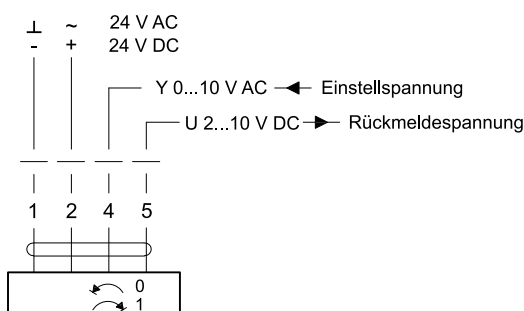 ⊥ ~ 24 V AC
- + 24 V DC
Y 0...10 V AC Einstellspannung
U 2...10 V DC Rückmeldespannung
1 2 4 5
0
1